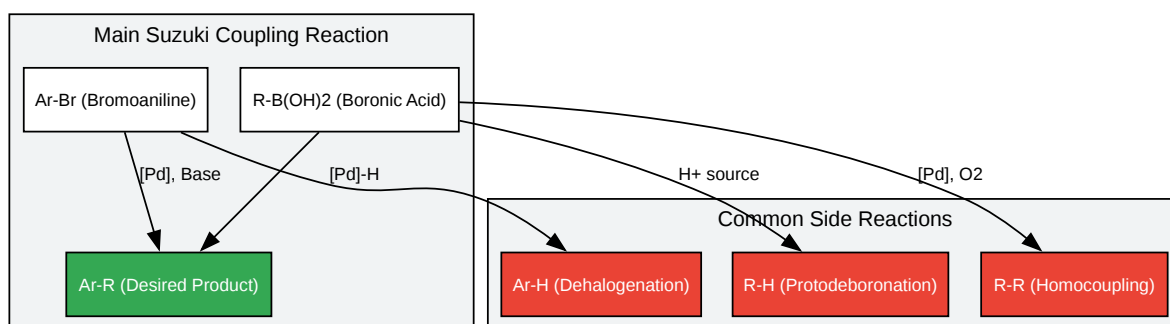 Main Suzuki Coupling Reaction
Ar-Br (Bromoaniline)
R-B(OH)2 (Boronic Acid)
[Pd], Base
[Pd]-H
H+ source
[Pd], O2
Common Side Reactions
Ar-R (Desired Product)
Ar-H (Dehalogenation)
R-H (Protodeboronation)
R-R (Homocoupling)